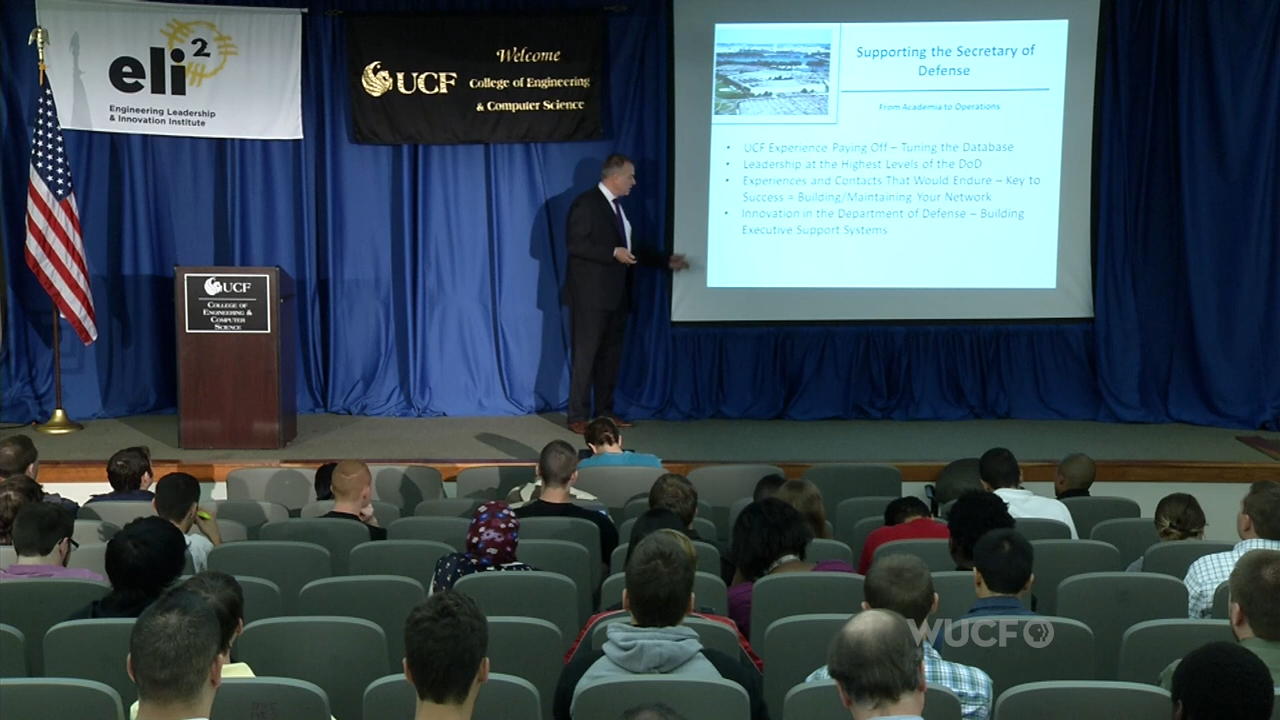 eli2
Engineering Leadership
& Innovation Institute
Welcome
UCF
College of Engineering
& Computer Science
Supporting the Secretary of
Defense
From Academia to Operations
• UCF Experience Paying Off – Tuning the Database
• Leadership at the Highest Levels of the DoD
• Experiences and Contacts That Would Endure – Key to
Success = Building/Maintaining Your Network
• Innovation in the Department of Defense – Building
Executive Support Systems
UCF
COLLEGE OF
ENGINEERING &
COMPUTER
SCIENCE
WUCF PBS